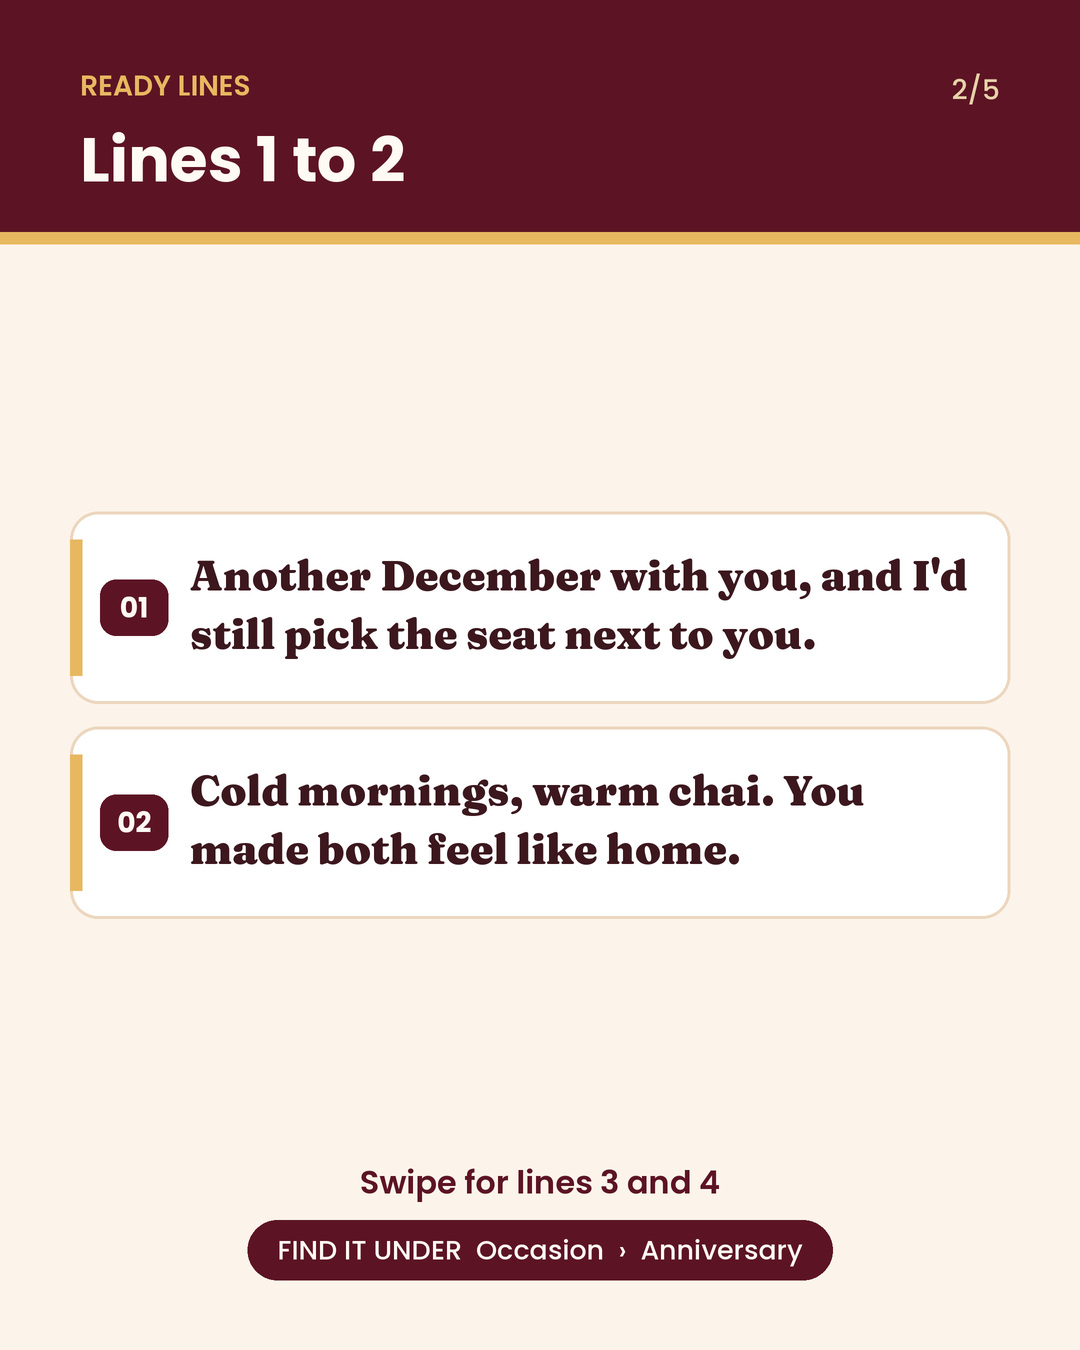 READY LINES
2/5
Lines 1 to 2
01
Another December with you, and I'd
still pick the seat next to you.
02
Cold mornings, warm chai. You
made both feel like home.
Swipe for lines 3 and 4
FIND IT UNDER Occasion › Anniversary